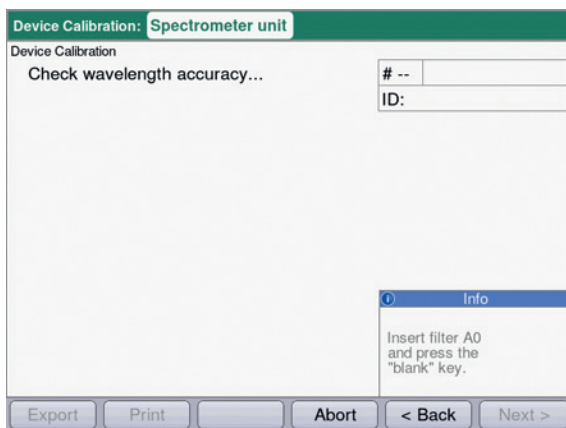 Device Calibration: Spectrometer unit
Device Calibration
Check wavelength accuracy...
# --
ID:
Info
Insert filter A0
and press the
"blank" key.
Export Print Abort < Back Next >